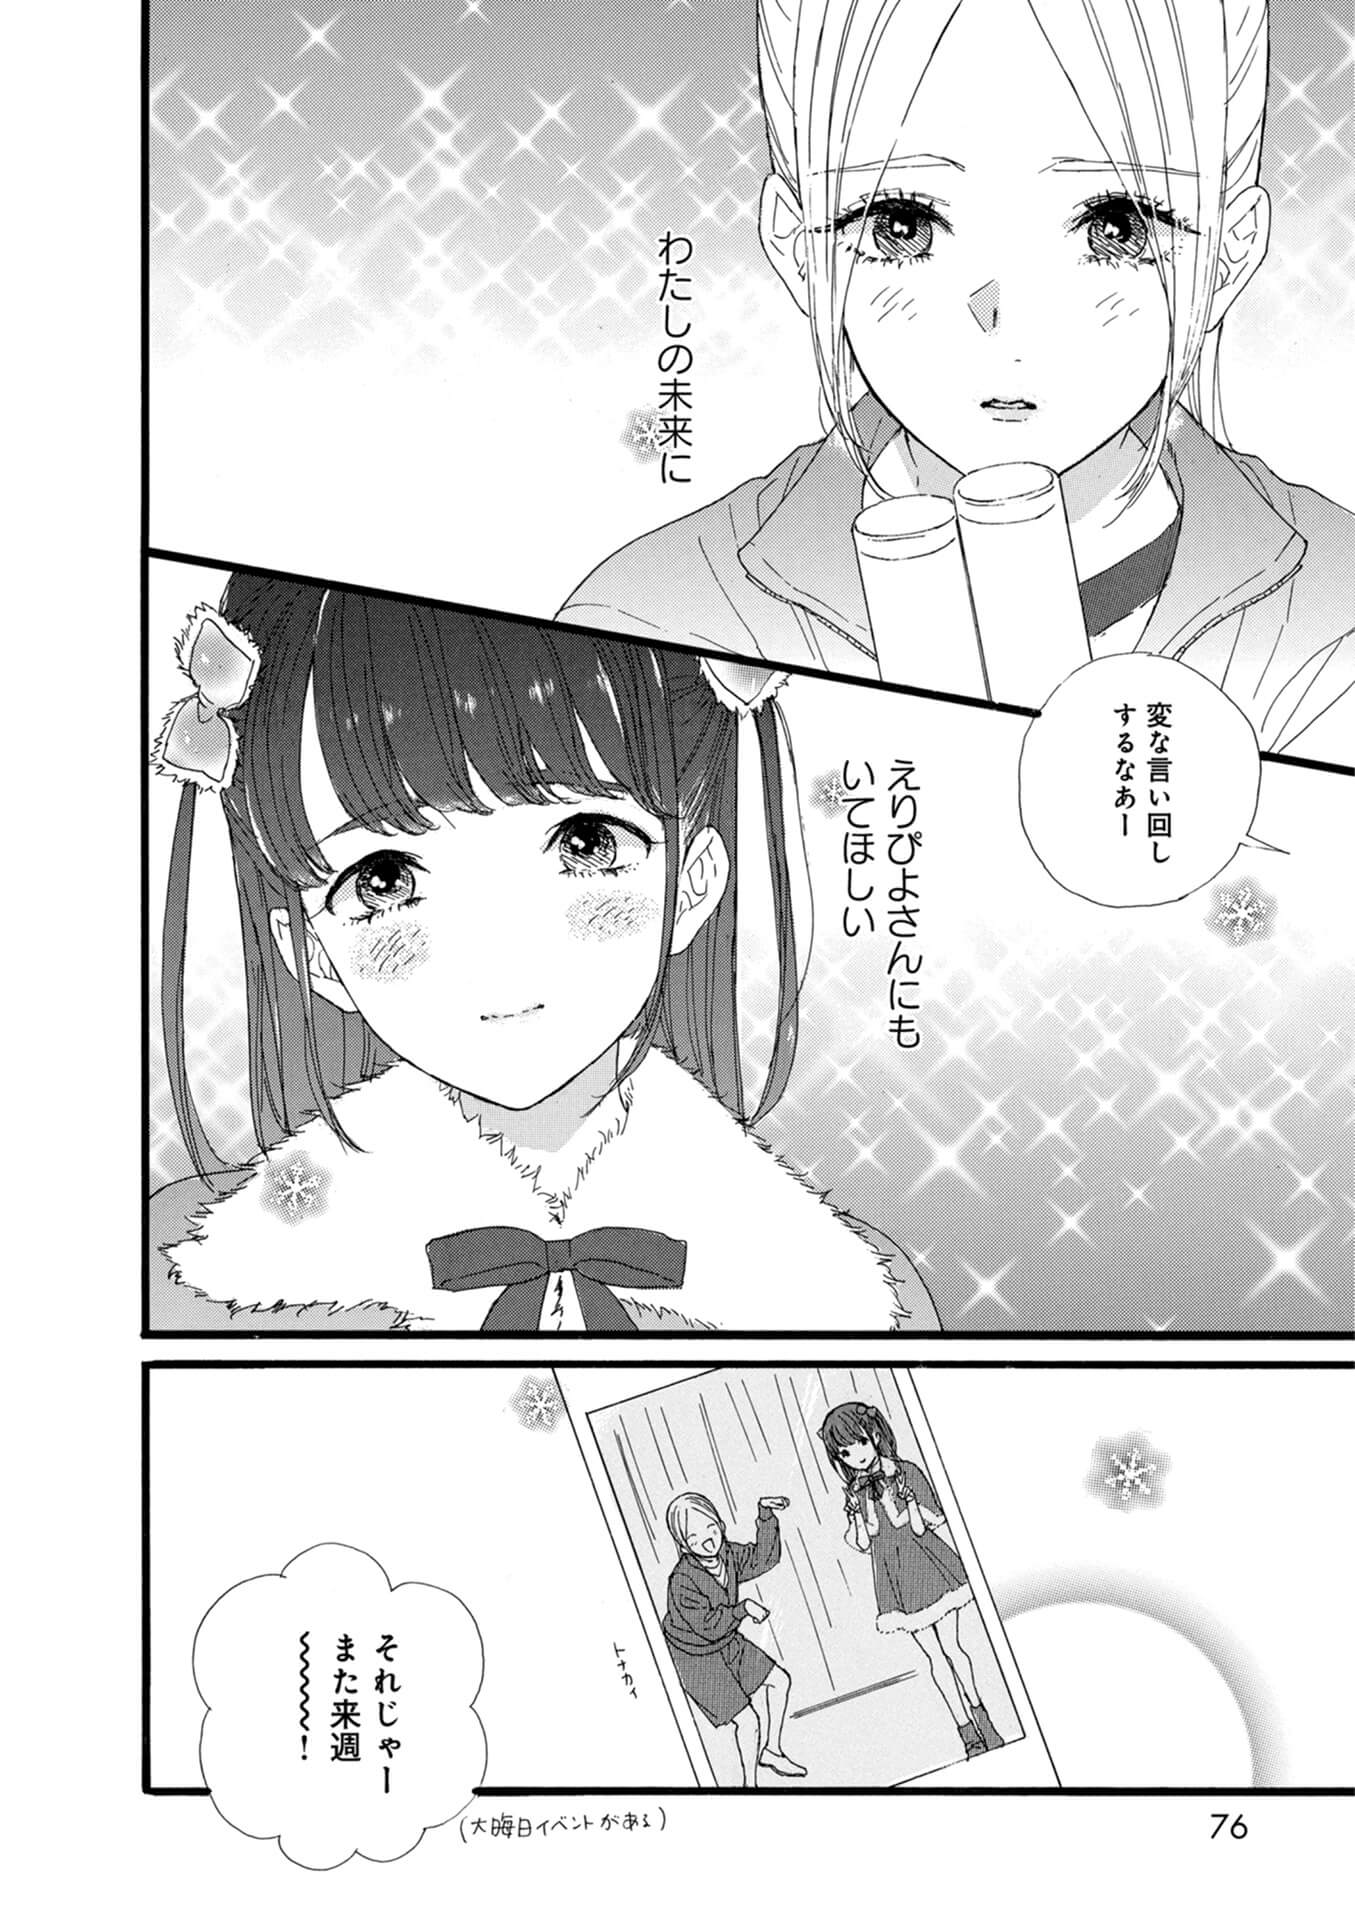 わたしの未来に
変な言い回し
するなあー
えりぴよさんにも
いてほしい
トナカイ
それじゃー
また来週
〜〜〜〜！
(大晦日イベントがある)
76